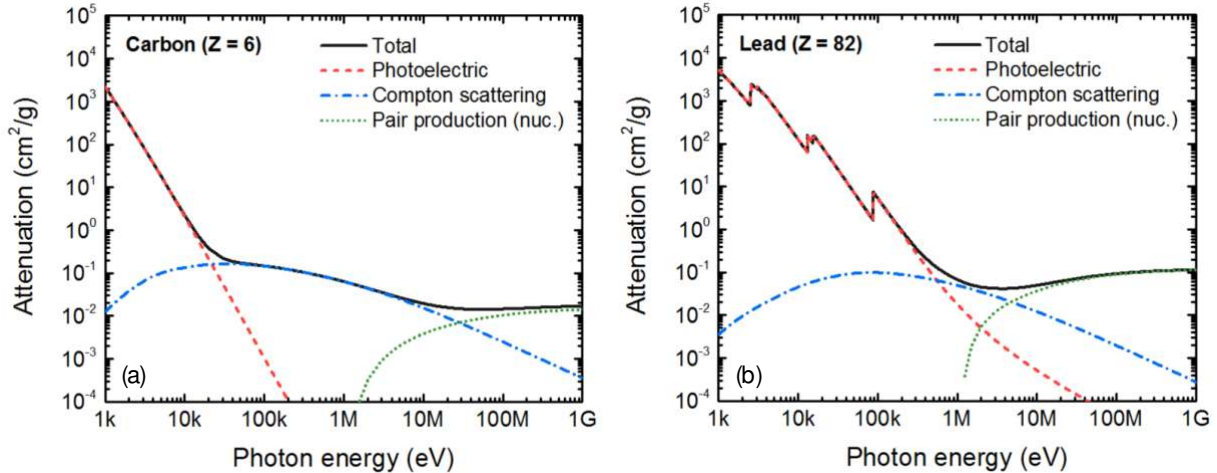 Carbon (Z = 6)
Total
Photoelectric
Compton scattering
Pair production (nuc.)
10^5
10^4
10^3
10^2
10^1
10^0
10^-1
10^-2
10^-3
10^-4
Attenuation (cm^2/g)
(a)
1k 10k 100k 1M 10M 100M 1G
Photon energy (eV)
Lead (Z = 82)
Total
Photoelectric
Compton scattering
Pair production (nuc.)
10^5
10^4
10^3
10^2
10^1
10^0
10^-1
10^-2
10^-3
10^-4
Attenuation (cm^2/g)
(b)
1k 10k 100k 1M 10M 100M 1G
Photon energy (eV)